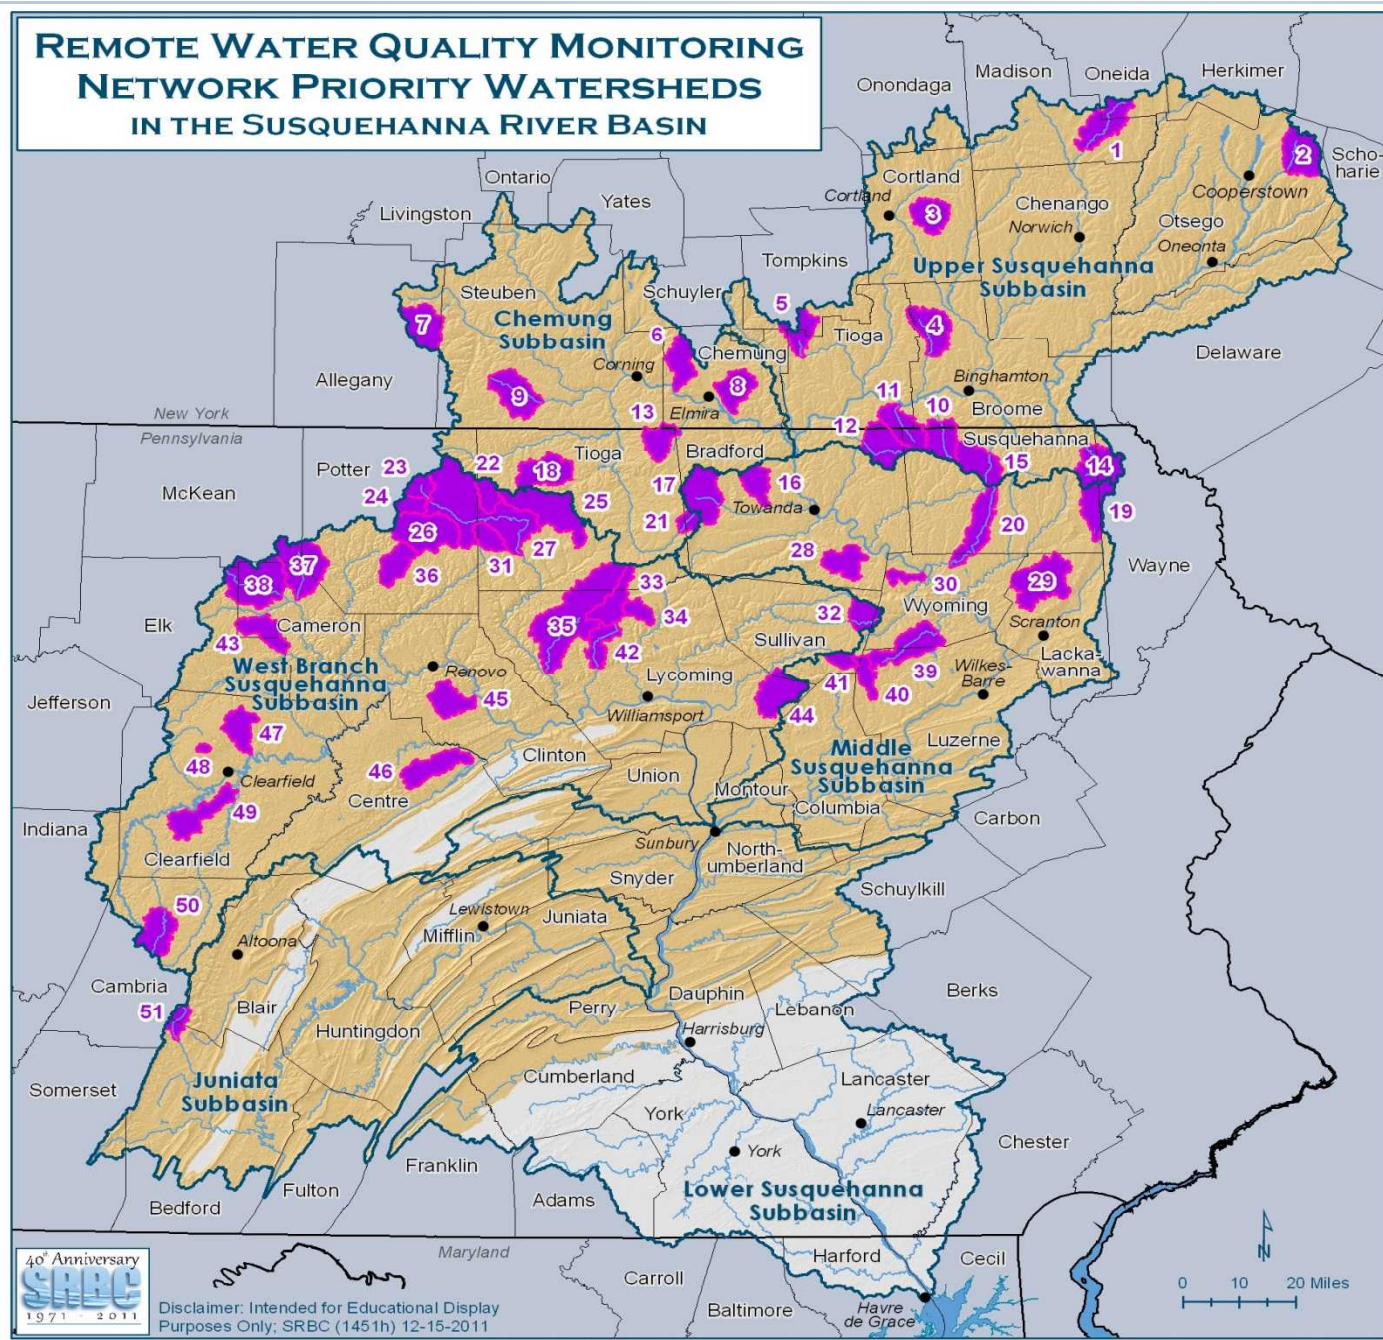 REMOTE WATER QUALITY MONITORING
NETWORK PRIORITY WATERSHEDS
IN THE SUSQUEHANNA RIVER BASIN
Onondaga
Madison
Oneida
Herkimer
1
2
Scho-
harie
Cortland
Cortland
3
Chenango
Norwich
Cooperstown
Otsego
Oneonta
Ontario
Livingston
Yates
Tompkins
Upper Susquehanna
Subbasin
Steuben
Schuyler
5
7
Chemung
Subbasin
6
Tioga
4
Delaware
Allegany
Corning
Chemung
8
9
Binghamton
11
10
Broome
New York
13
Elmira
12
Pennsylvania
Susquehanna
Potter
23
22
18
Tioga
Bradford
15
14
McKean
24
17
16
25
Towanda
21
20
19
26
27
28
37
38
36
31
33
30
29
Wayne
Wyoming
Elk
Cameron
43
35
34
32
Scranton
Sullivan
42
West Branch
Susquehanna
Subbasin
Renovo
Lycoming
41
39
40
Wilkes-
Barre
Lacka-
wanna
Jefferson
45
44
Williamsport
47
48
Clearfield
46
Clinton
Middle
Susquehanna
Subbasin
Luzerne
Centre
Union
Montour
Columbia
49
Indiana
Carbon
Clearfield
Sunbury
North-
umberland
Snyder
Schuylkill
50
Lewistown
Juniata
Altoona
Mifflin
Cambria
51
Blair
Huntingdon
Perry
Dauphin
Lebanon
Berks
Harrisburg
Somerset
Juniata
Subbasin
Cumberland
Lancaster
York
Lancaster
Chester
York
Franklin
Bedford
Fulton
Adams
Lower Susquehanna
Subbasin
Maryland
Harford
Cecil
Carroll
Baltimore
Havre
de Grace
N
0 10 20 Miles
40th Anniversary
SRBC
1971 - 2011
Disclaimer: Intended for Educational Display
Purposes Only; SRBC (1451h) 12-15-2011